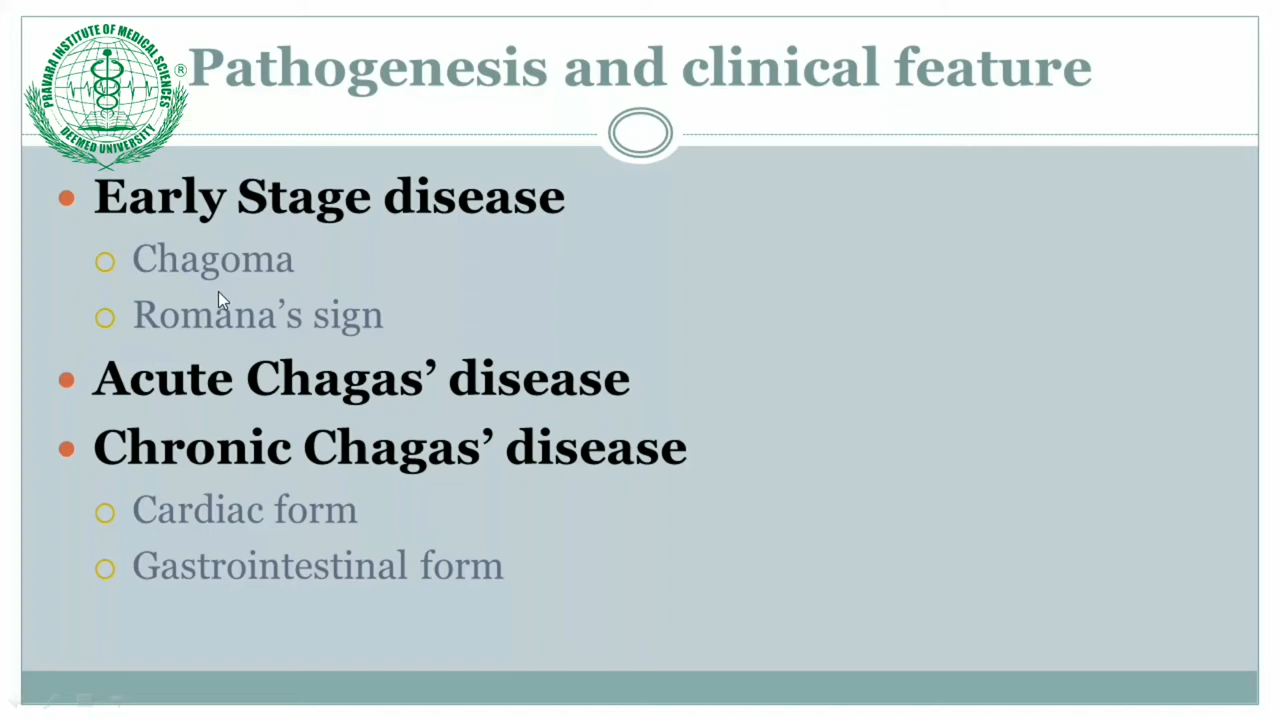 PRAVARA INSTITUTE OF MEDICAL SCIENCES
DEEMED UNIVERSITY
®
Pathogenesis and clinical feature
Early Stage disease
Chagoma
Romana’s sign
Acute Chagas’ disease
Chronic Chagas’ disease
Cardiac form
Gastrointestinal form